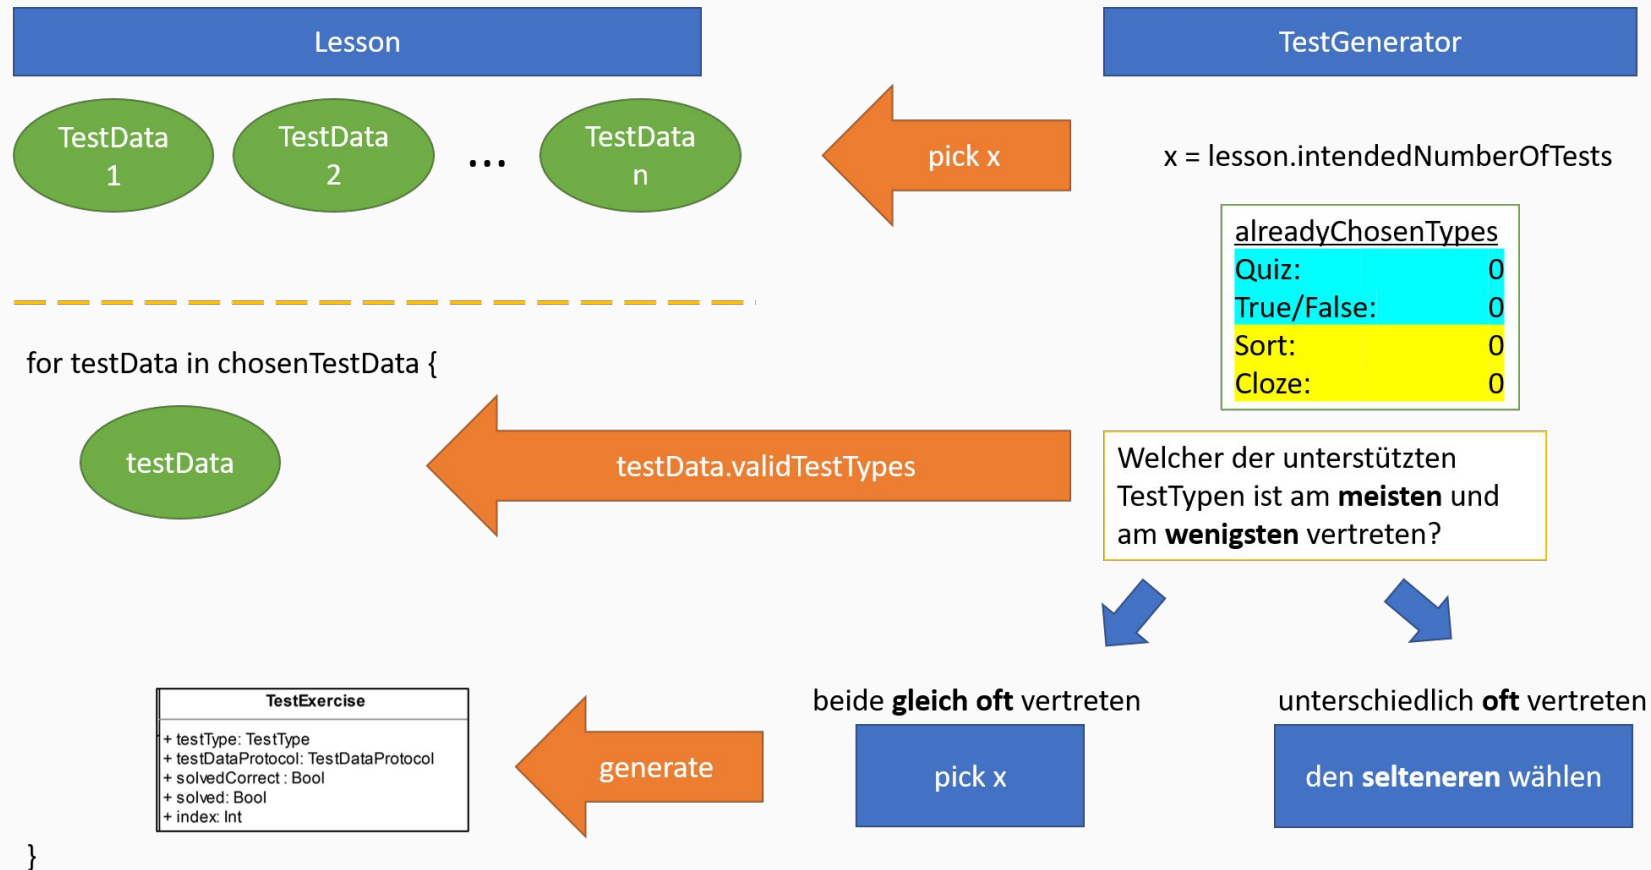 Lesson
TestGenerator
TestData
1
TestData
2
...
TestData
n
pick x
x = lesson.intendedNumberOfTests
alreadyChosenTypes
Quiz: 0
True/False: 0
Sort: 0
Cloze: 0
for testData in chosenTestData {
testData
testData.validTestTypes
Welcher der unterstützten
TestTypen ist am meisten und
am wenigsten vertreten?
beide gleich oft vertreten
unterschiedlich oft vertreten
TestExercise
+ testType: TestType
+ testDataProtocol: TestDataProtocol
+ solvedCorrect : Bool
+ solved: Bool
+ index: Int
generate
pick x
den selteneren wählen
}